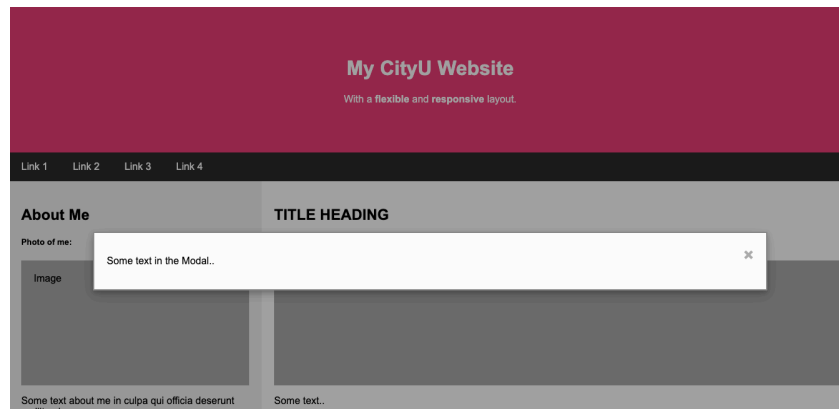 My CityU Website
With a flexible and responsive layout.
Link 1 Link 2 Link 3 Link 4
About Me
Photo of me:
Image
Some text about me in culpa qui officia deserunt
TITLE HEADING
Some text in the Modal..
×
Some text..